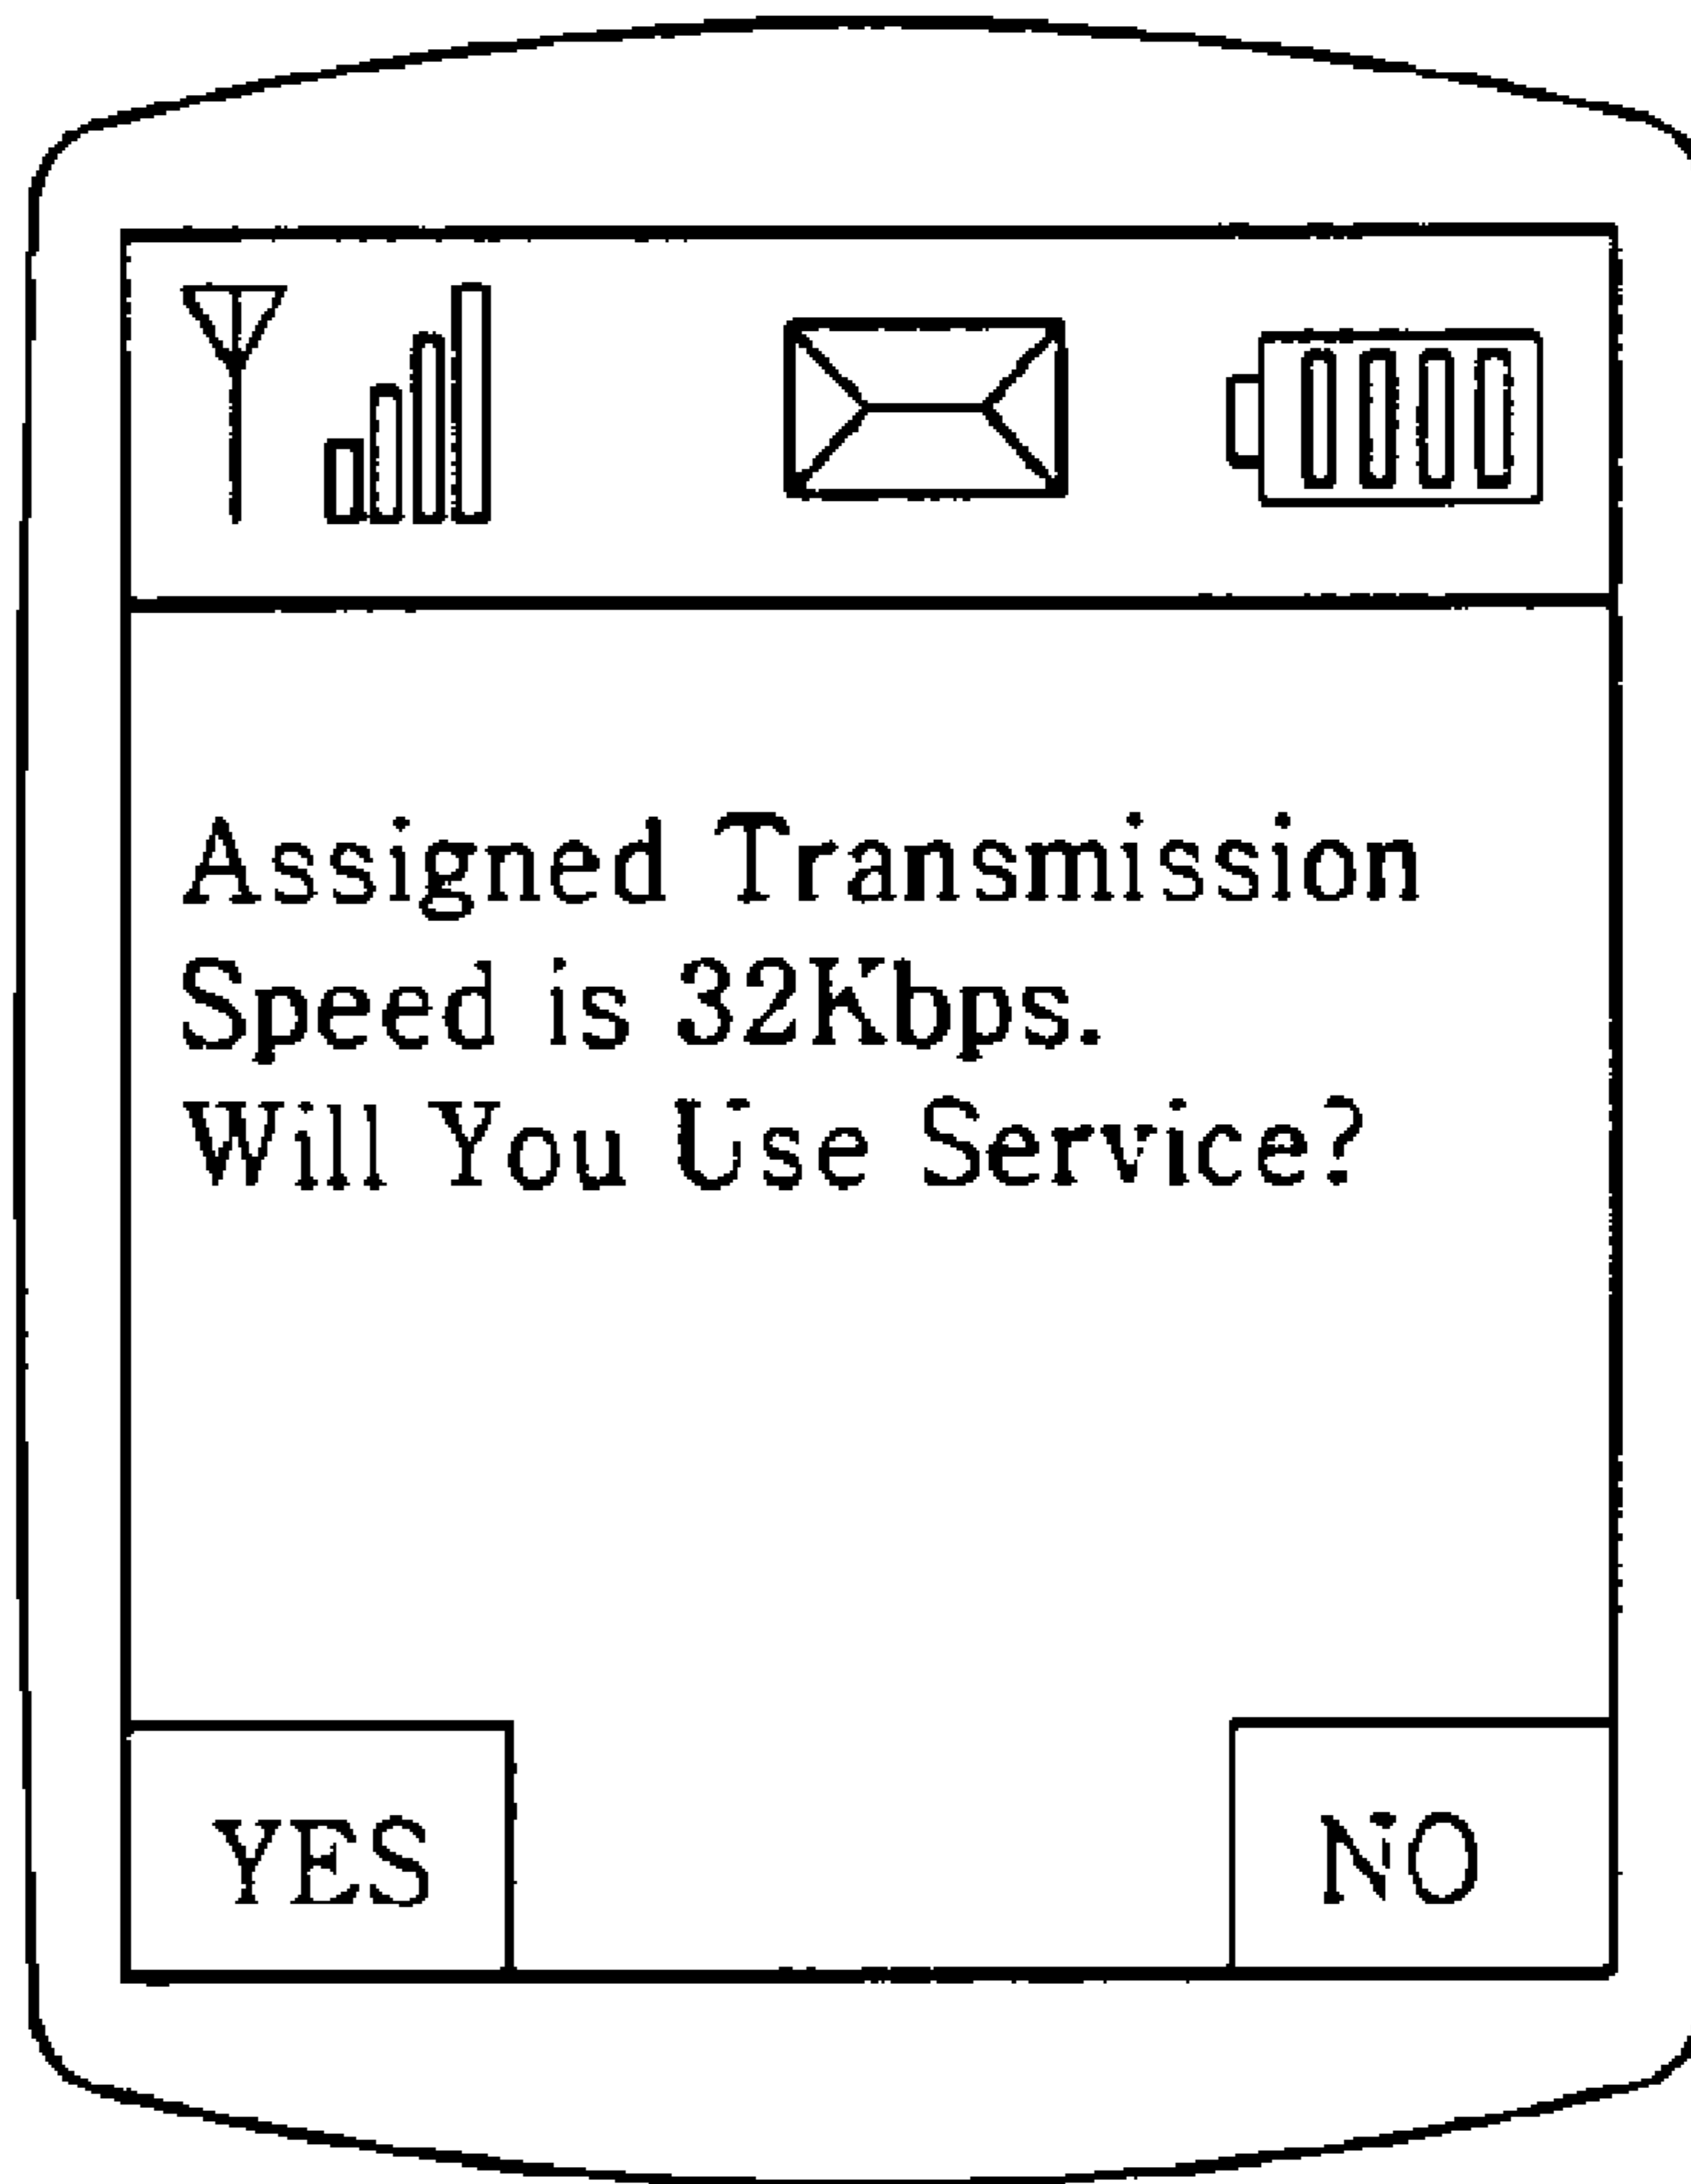 Assigned Transmission
Speed is 32Kbps.
Will You Use Service?
YES
NO